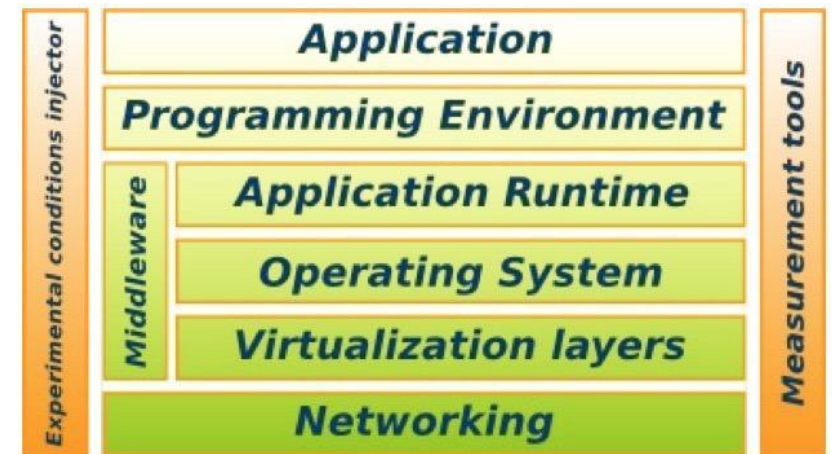 Experimental conditions injector
Application
Programming Environment
Middleware
Application Runtime
Operating System
Virtualization layers
Networking
Measurement tools